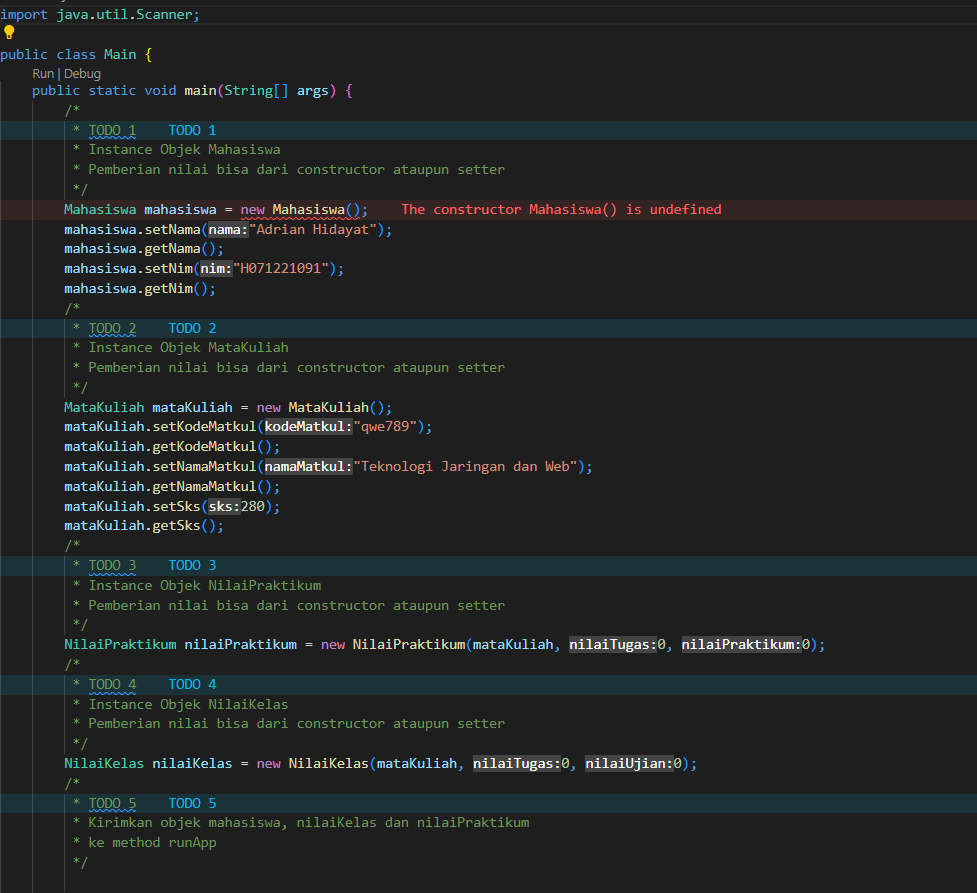 import java.util.Scanner;
public class Main {
Run | Debug
public static void main(String[] args) {
/*
* TODO 1 TODO 1
* Instance Objek Mahasiswa
* Pemberian nilai bisa dari constructor ataupun setter
*/
Mahasiswa mahasiswa = new Mahasiswa(); The constructor Mahasiswa() is undefined
mahasiswa.setNama(nama:"Adrian Hidayat");
mahasiswa.getNama();
mahasiswa.setNim(nim:"H071221091");
mahasiswa.getNim();
/*
* TODO 2 TODO 2
* Instance Objek MataKuliah
* Pemberian nilai bisa dari constructor ataupun setter
*/
MataKuliah mataKuliah = new MataKuliah();
mataKuliah.setKodeMatkul(kodeMatkul:"qwe789");
mataKuliah.getKodeMatkul();
mataKuliah.setNamaMatkul(namaMatkul:"Teknologi Jaringan dan Web");
mataKuliah.getNamaMatkul();
mataKuliah.setSks(sks:280);
mataKuliah.getSks();
/*
* TODO 3 TODO 3
* Instance Objek NilaiPraktikum
* Pemberian nilai bisa dari constructor ataupun setter
*/
NilaiPraktikum nilaiPraktikum = new NilaiPraktikum(mataKuliah, nilaiTugas:0, nilaiPraktikum:0);
/*
* TODO 4 TODO 4
* Instance Objek NilaiKelas
* Pemberian nilai bisa dari constructor ataupun setter
*/
NilaiKelas nilaiKelas = new NilaiKelas(mataKuliah, nilaiTugas:0, nilaiUjian:0);
/*
* TODO 5 TODO 5
* Kirimkan objek mahasiswa, nilaiKelas dan nilaiPraktikum
* ke method runApp
*/